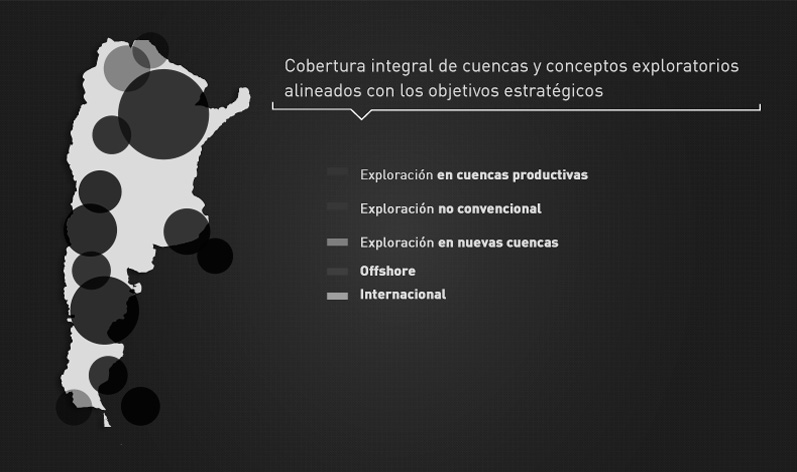 Cobertura integral de cuencas y conceptos exploratorios
alineados con los objetivos estratégicos
Exploración en cuencas productivas
Exploración no convencional
Exploración en nuevas cuencas
Offshore
Internacional